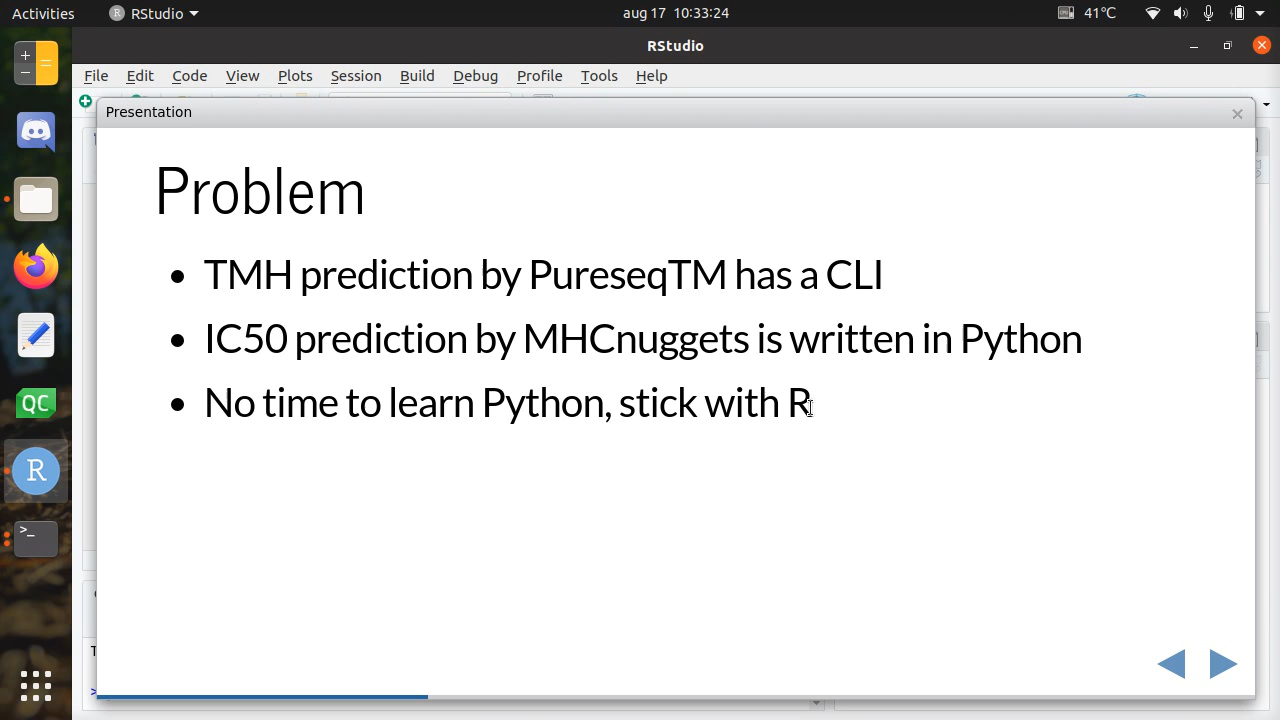 Activities RStudio aug 17 10:33:24 41°C
RStudio
File Edit Code View Plots Session Build Debug Profile Tools Help
Presentation
Problem
• TMH prediction by PureseqTM has a CLI
• IC50 prediction by MHCnuggets is written in Python
• No time to learn Python, stick with R
QC
R
>_
>